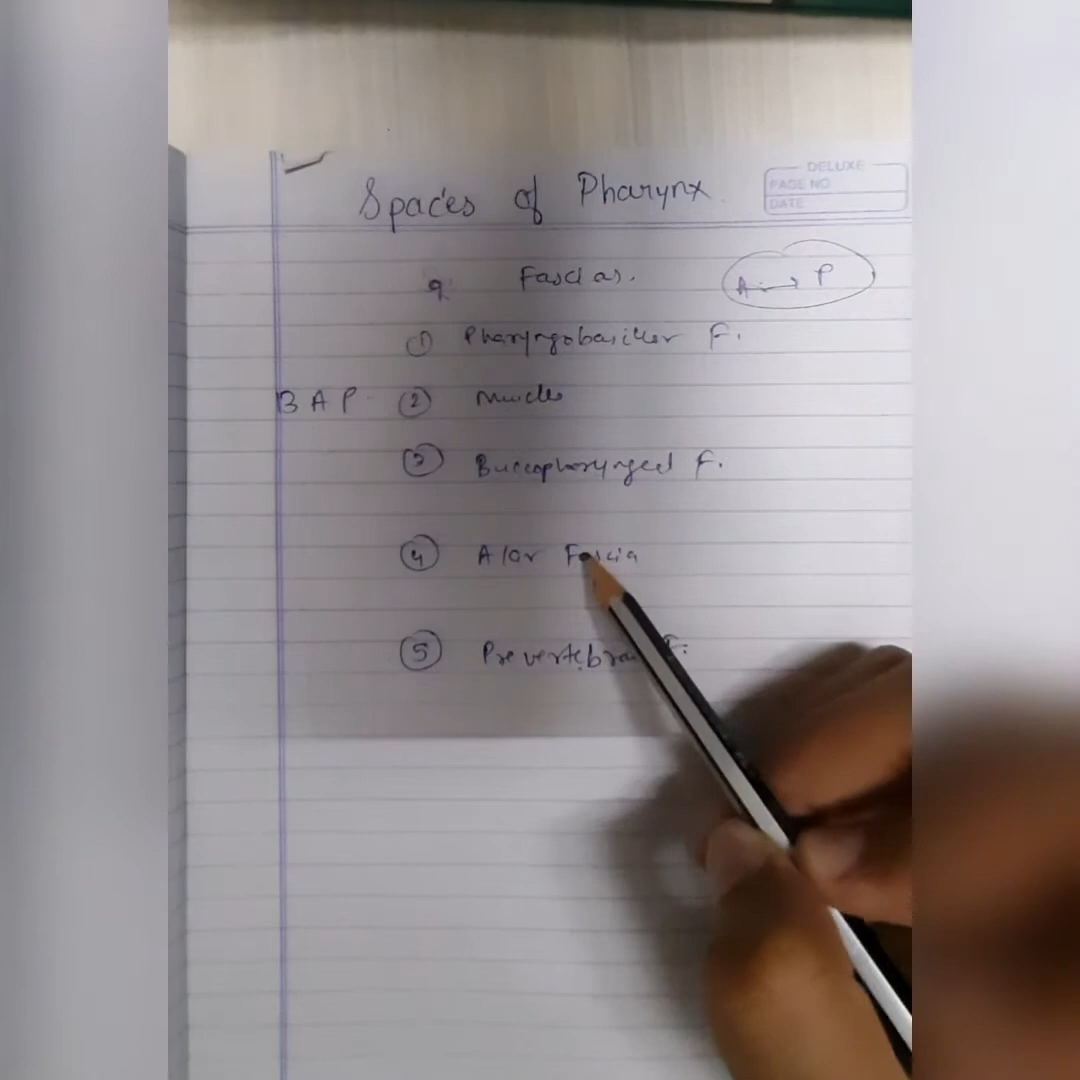 DELUXE
PAGE NO
DATE
Spaces of Pharynx
Fascias. A → P
① Pharyngobasilar F.
BAP ② Muscles
③ Buccopharyngeal F.
④ Alar Fascia
⑤ Prevertebral F.